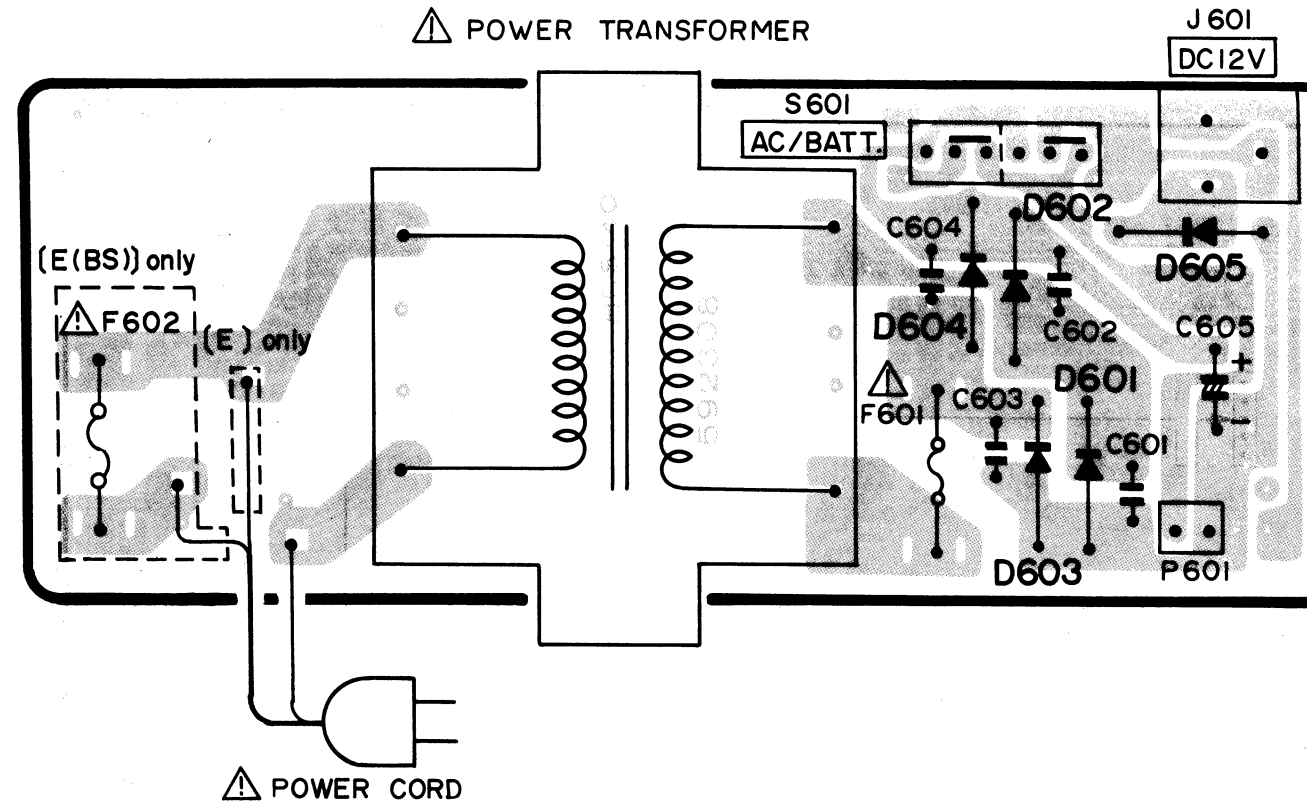 ⚠ POWER TRANSFORMER
J601
DC12V
S601
AC/BATT.
D602
C604
D605
[E(BS)] only
⚠ F602
[E ] only
D604
C602
C605
+
⚠
F601
C603
D601
−
C601
D603
P601
⚠ POWER CORD